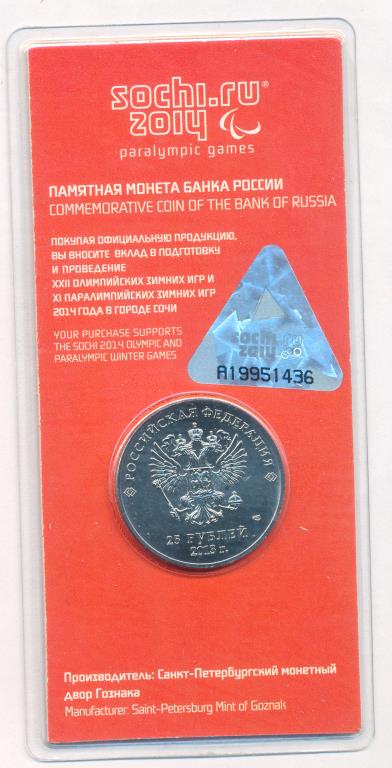 sochi.ru®
2014
paralympic games
ПАМЯТНАЯ МОНЕТА БАНКА РОССИИ
COMMEMORATIVE COIN OF THE BANK OF RUSSIA
ПОКУПАЯ ОФИЦИАЛЬНУЮ ПРОДУКЦИЮ,
ВЫ ВНОСИТЕ ВКЛАД В ПОДГОТОВКУ
И ПРОВЕДЕНИЕ
XXII ОЛИМПИЙСКИХ ЗИМНИХ ИГР И
XI ПАРАЛИМПИЙСКИХ ЗИМНИХ ИГР
2014 ГОДА В ГОРОДЕ СОЧИ
YOUR PURCHASE SUPPORTS
THE SOCHI 2014 OLYMPIC AND
PARALYMPIC WINTER GAMES
sochi.ru
2014
A19951436
РОССИЙСКАЯ ФЕДЕРАЦИЯ
25 РУБЛЕЙ
2013 г.
Производитель: Санкт-Петербургский монетный
двор Гознака
Manufacturer: Saint-Petersburg Mint of Goznak